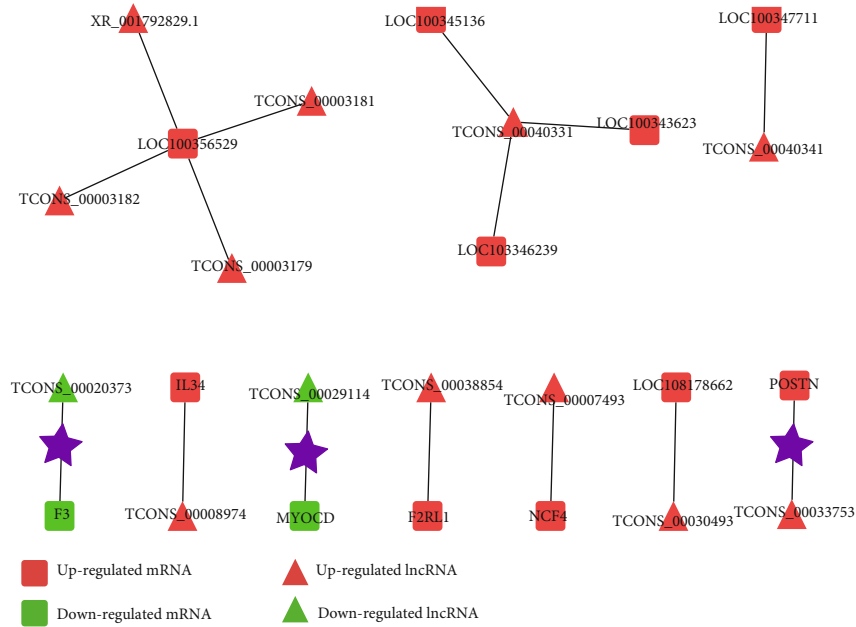 XR_001792829.1
LOC100345136
LOC100347711
TCONS_00003181
TCONS_00040331
LOC100343623
LOC100356529
TCONS_00040341
TCONS_00003182
LOC103346239
TCONS_00003179
TCONS_00020373
IL34
TCONS_00029114
TCONS_00038854
TCONS_00007493
LOC108178662
POSTN
F3
TCONS_00008974
MYOCD
F2RL1
NCF4
TCONS_00030493
TCONS_00033753
Up-regulated mRNA
Up-regulated lncRNA
Down-regulated mRNA
Down-regulated lncRNA